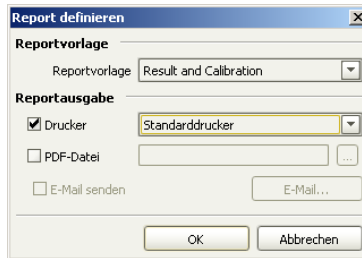 Report definieren
Reportvorlage
Reportvorlage Result and Calibration
Reportausgabe
Drucker Standarddrucker
PDF-Datei ...
E-Mail senden E-Mail...
OK Abbrechen